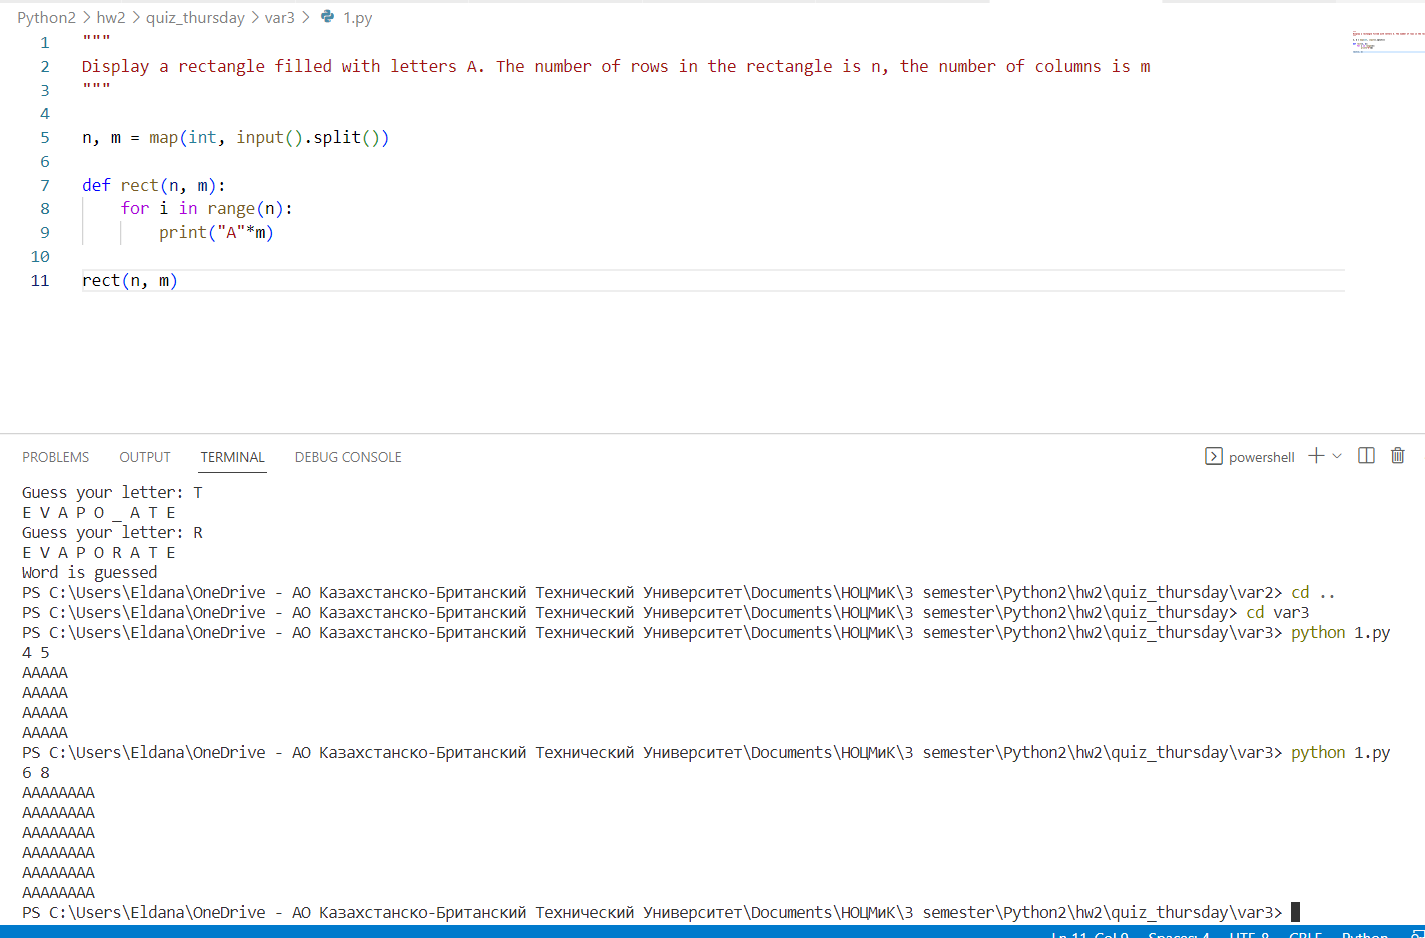 Python2 > hw2 > quiz_thursday > var3 > 1.py
1 """
2 Display a rectangle filled with letters A. The number of rows in the rectangle is n, the number of columns is m
3 """
4
5 n, m = map(int, input().split())
6
7 def rect(n, m):
8     for i in range(n):
9         print("A"*m)
10
11 rect(n, m)
PROBLEMS OUTPUT TERMINAL DEBUG CONSOLE powershell
Guess your letter: T
E V A P O _ A T E
Guess your letter: R
E V A P O R A T E
Word is guessed
PS C:\Users\Eldana\OneDrive - АО Казахстанско-Британский Технический Университет\Documents\НОЦМиК\3 semester\Python2\hw2\quiz_thursday\var2> cd ..
PS C:\Users\Eldana\OneDrive - АО Казахстанско-Британский Технический Университет\Documents\НОЦМиК\3 semester\Python2\hw2\quiz_thursday> cd var3
PS C:\Users\Eldana\OneDrive - АО Казахстанско-Британский Технический Университет\Documents\НОЦМиК\3 semester\Python2\hw2\quiz_thursday\var3> python 1.py
4 5
AAAAA
AAAAA
AAAAA
AAAAA
PS C:\Users\Eldana\OneDrive - АО Казахстанско-Британский Технический Университет\Documents\НОЦМиК\3 semester\Python2\hw2\quiz_thursday\var3> python 1.py
6 8
AAAAAAAA
AAAAAAAA
AAAAAAAA
AAAAAAAA
AAAAAAAA
AAAAAAAA
PS C:\Users\Eldana\OneDrive - АО Казахстанско-Британский Технический Университет\Documents\НОЦМиК\3 semester\Python2\hw2\quiz_thursday\var3>
Ln 11, Col 9 Spaces: 4 UTF-8 CRLF Python